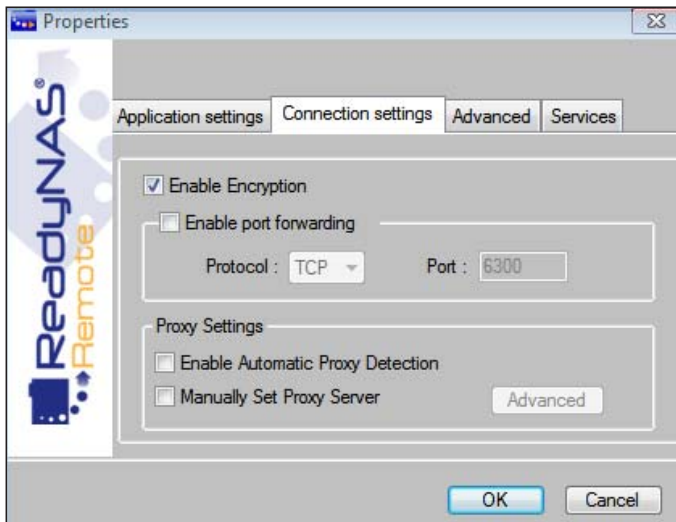 Properties
ReadyNAS®
Remote
Application settings
Connection settings
Advanced
Services
Enable Encryption
Enable port forwarding
Protocol : TCP Port : 6300
Proxy Settings
Enable Automatic Proxy Detection
Manually Set Proxy Server
Advanced
OK Cancel